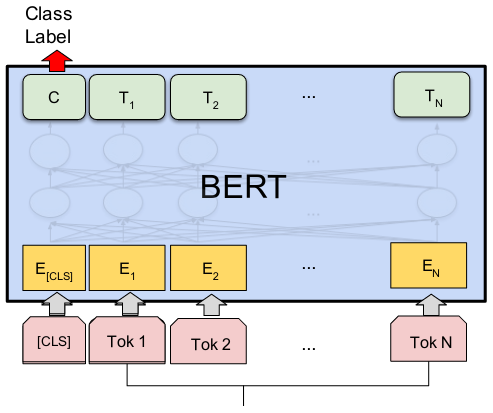 Class
Label
C T1 T2 ... TN
...
BERT
...
E[CLS] E1 E2 ... EN
[CLS] Tok 1 Tok 2 ... Tok N